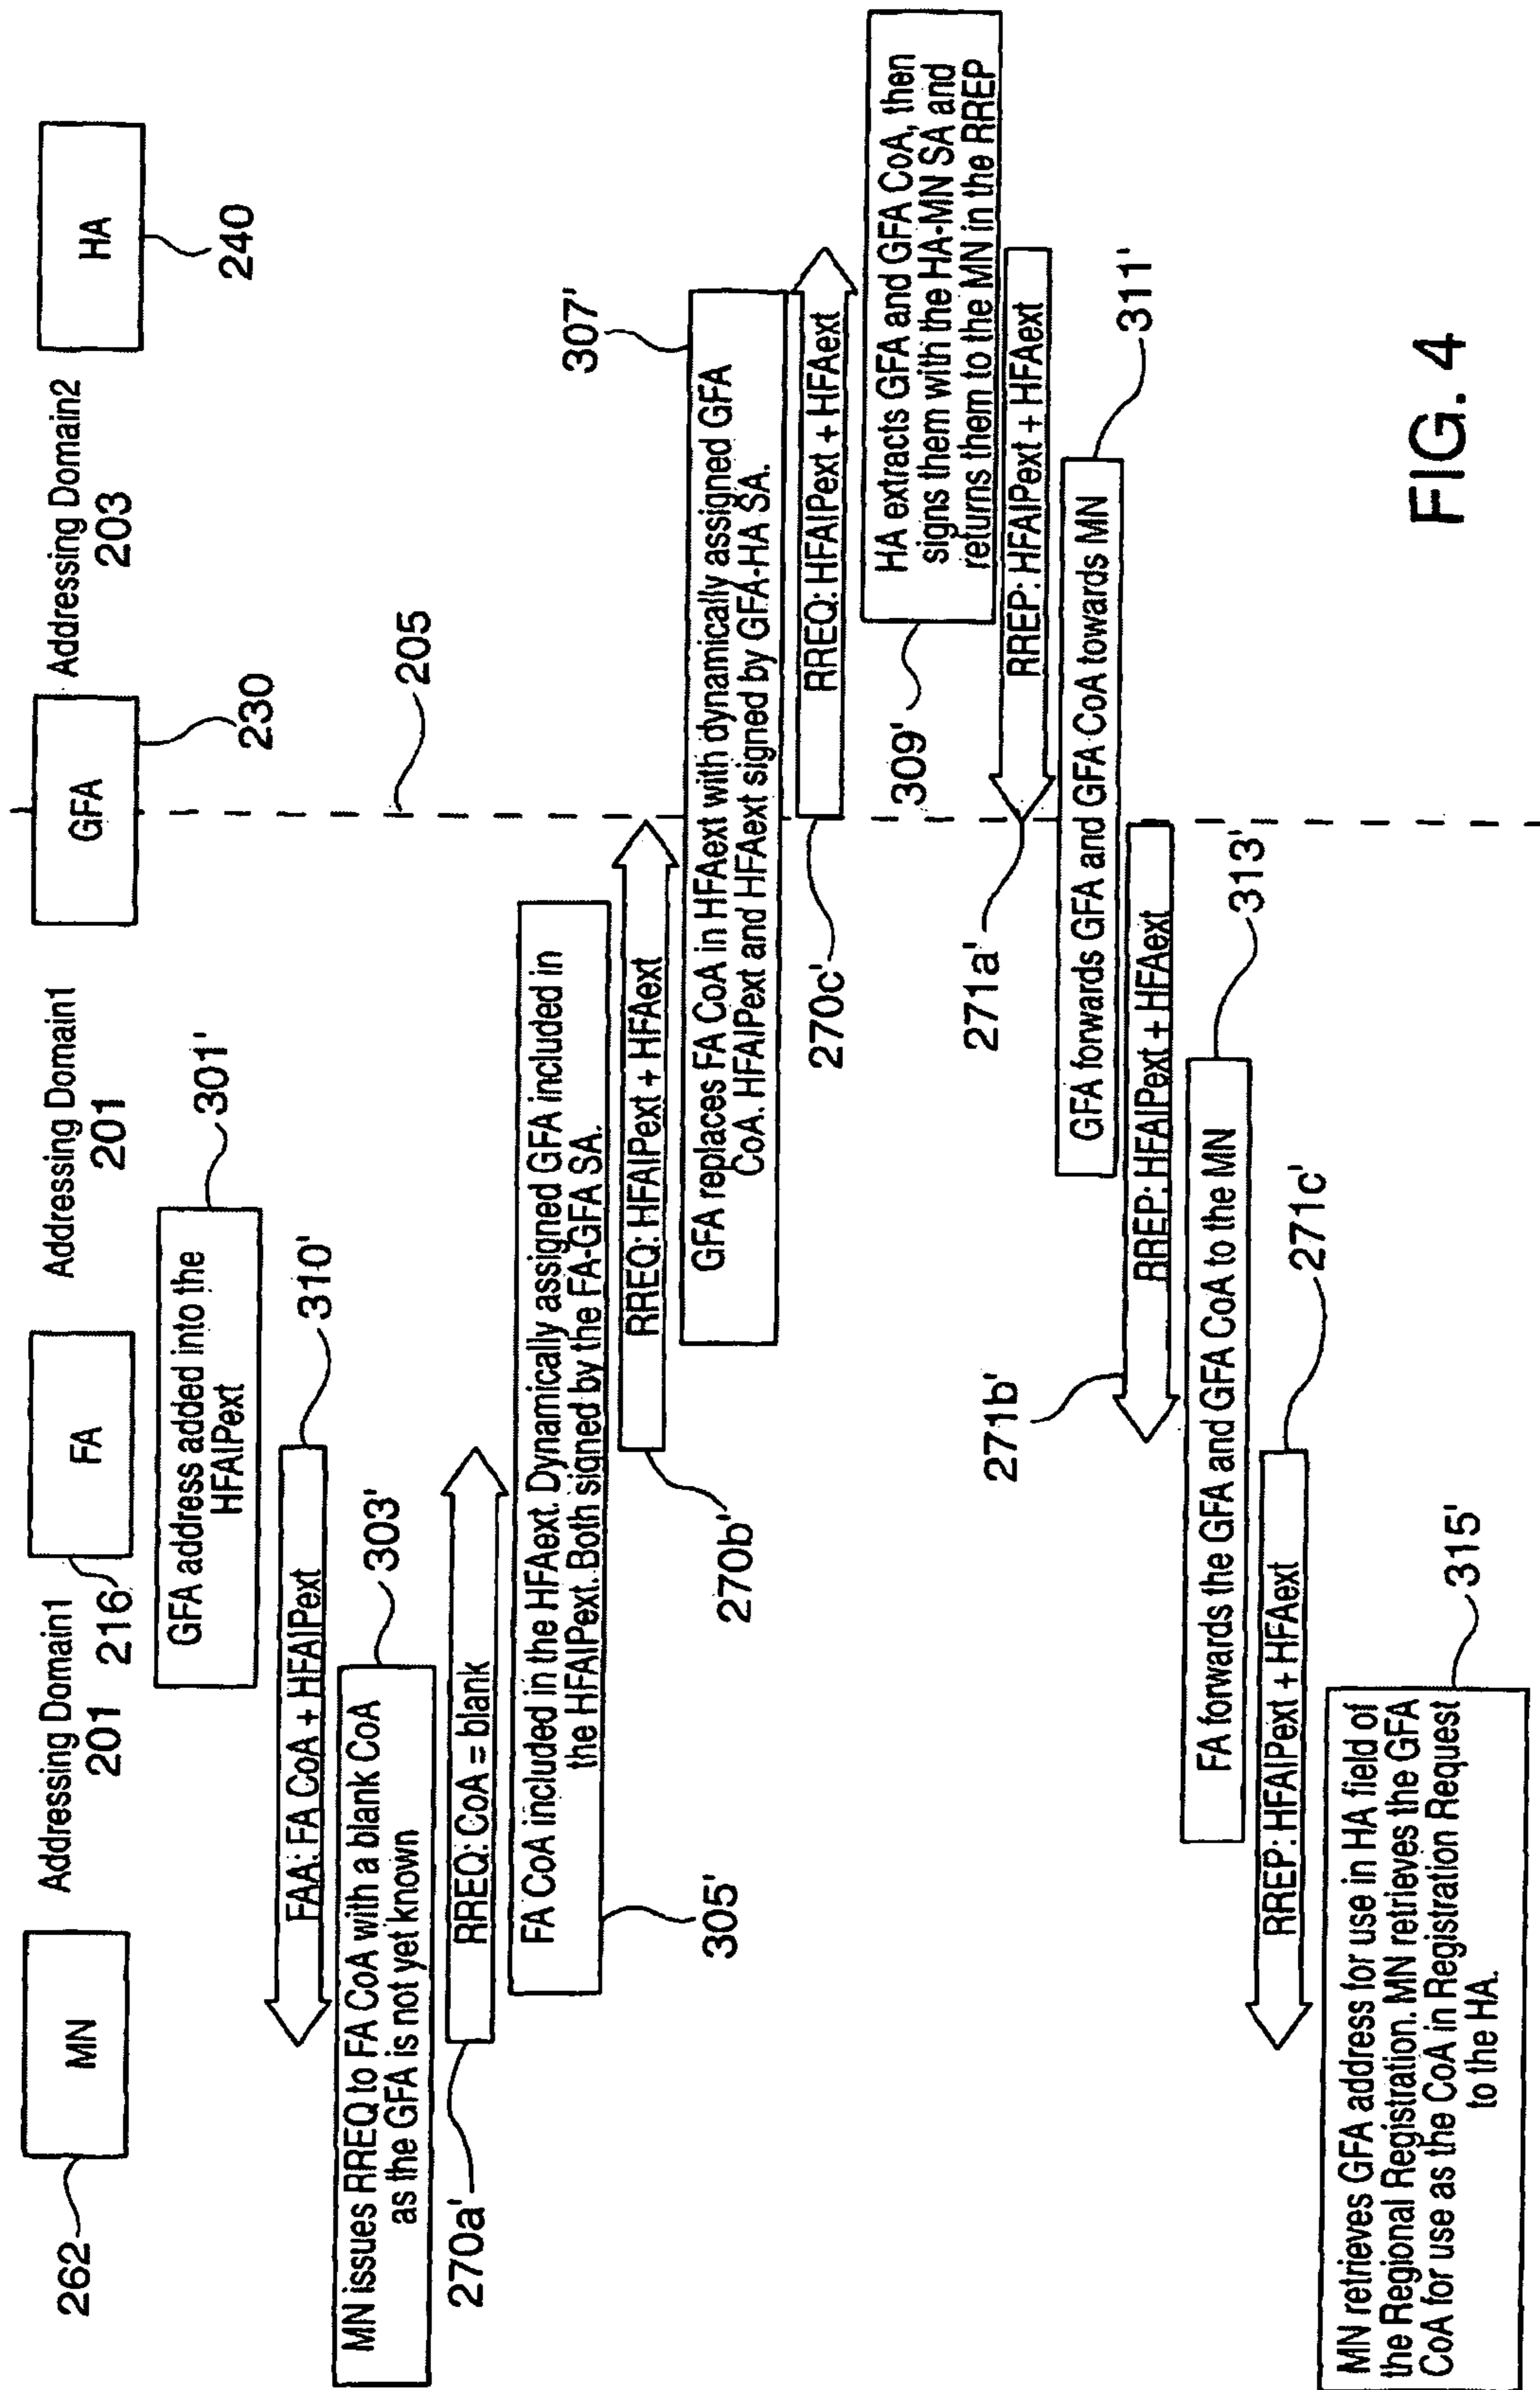 MN
262
Addressing Domain1
201
FA
216
Addressing Domain1
201
GFA
230
Addressing Domain2
203
HA
240
205
GFA address added into the
HFAIPext
301'
FAA: FA CoA + HFAIPext
310'
MN issues RREQ to FA CoA with a blank CoA
as the GFA is not yet known
303'
RREQ: CoA = blank
270a'
FA CoA included in the HFAext. Dynamically assigned GFA included in
the HFAIPext. Both signed by the FA-GFA SA.
305'
RREQ: HFAIPext + HFAext
270b'
GFA replaces FA CoA in HFAext with dynamically assigned GFA
CoA. HFAIPext and HFAext signed by GFA-HA SA.
307'
RREQ: HFAIPext + HFAext
270c'
HA extracts GFA and GFA CoA, then
signs them with the HA-MN SA and
returns them to the MN in the RREP
309'
RREP: HFAIPext + HFAext
271a'
GFA forwards GFA and GFA CoA towards MN
311'
RREP: HFAIPext + HFAext
271b'
FA forwards the GFA and GFA CoA to the MN
313'
RREP: HFAIPext + HFAext
271c'
MN retrieves GFA address for use in HA field of
the Regional Registration. MN retrieves the GFA
CoA for use as the CoA in Registration Request
to the HA.
315'
FIG. 4